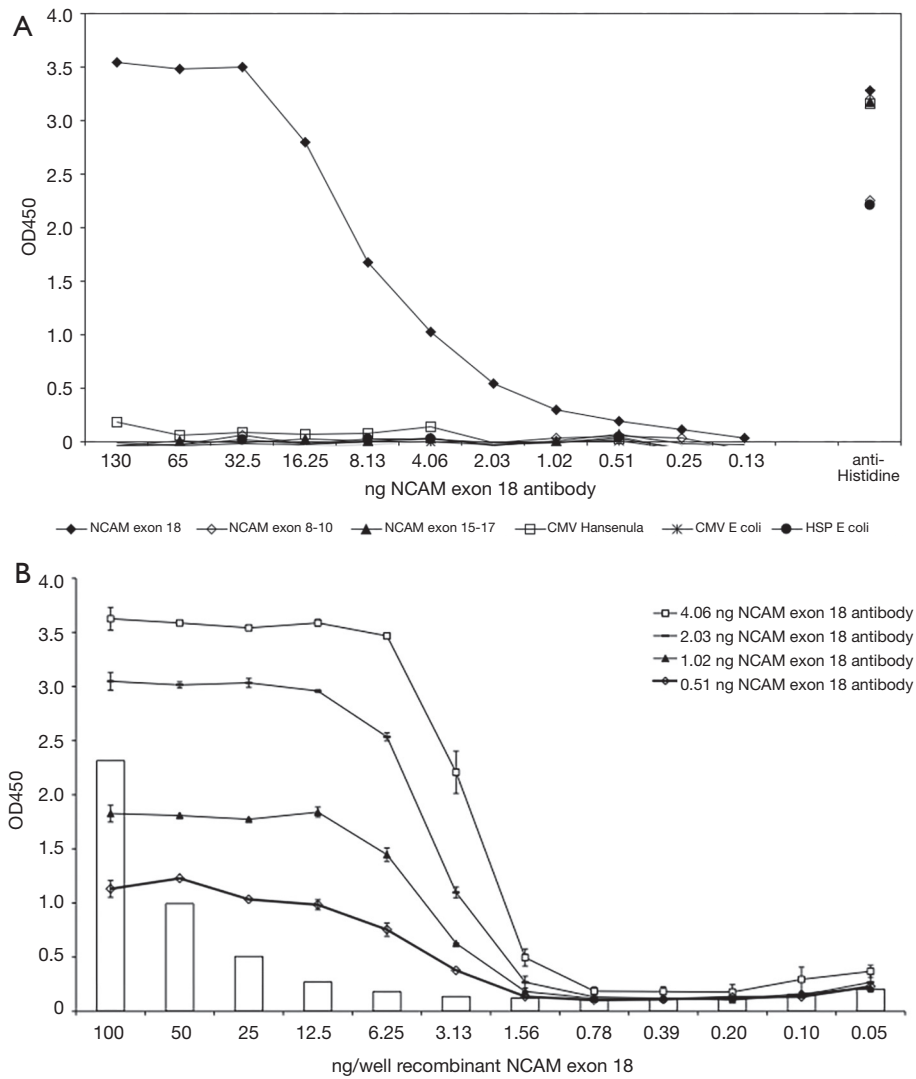 A
4.0
3.5
3.0
2.5
2.0
1.5
1.0
0.5
0
OD450
130 65 32.5 16.25 8.13 4.06 2.03 1.02 0.51 0.25 0.13 anti-
Histidine
ng NCAM exon 18 antibody
NCAM exon 18 NCAM exon 8-10 NCAM exon 15-17 CMV Hansenula CMV E coli HSP E coli
B
4.0
3.5
3.0
2.5
2.0
1.5
1.0
0.5
0
OD450
4.06 ng NCAM exon 18 antibody
2.03 ng NCAM exon 18 antibody
1.02 ng NCAM exon 18 antibody
0.51 ng NCAM exon 18 antibody
100 50 25 12.5 6.25 3.13 1.56 0.78 0.39 0.20 0.10 0.05
ng/well recombinant NCAM exon 18